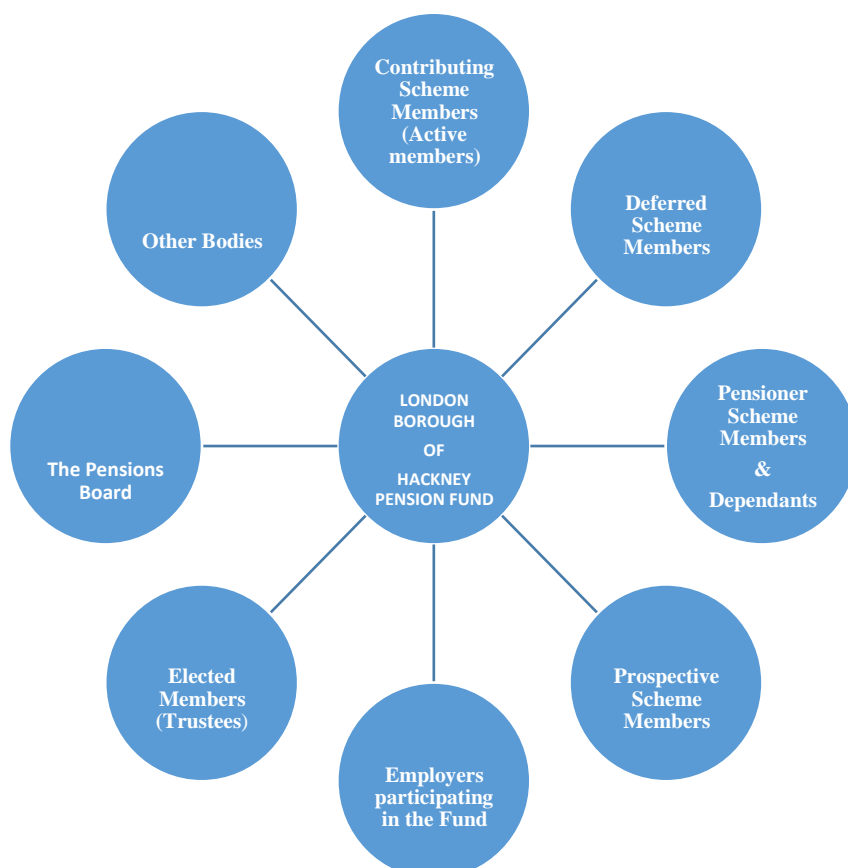 Contributing
Scheme
Members
(Active
members)
Deferred
Scheme
Members
Pensioner
Scheme
Members
&
Dependants
Prospective
Scheme
Members
Employers
participating
in the Fund
Elected
Members
(Trustees)
The Pensions
Board
Other Bodies
LONDON
BOROUGH
OF
HACKNEY
PENSION FUND